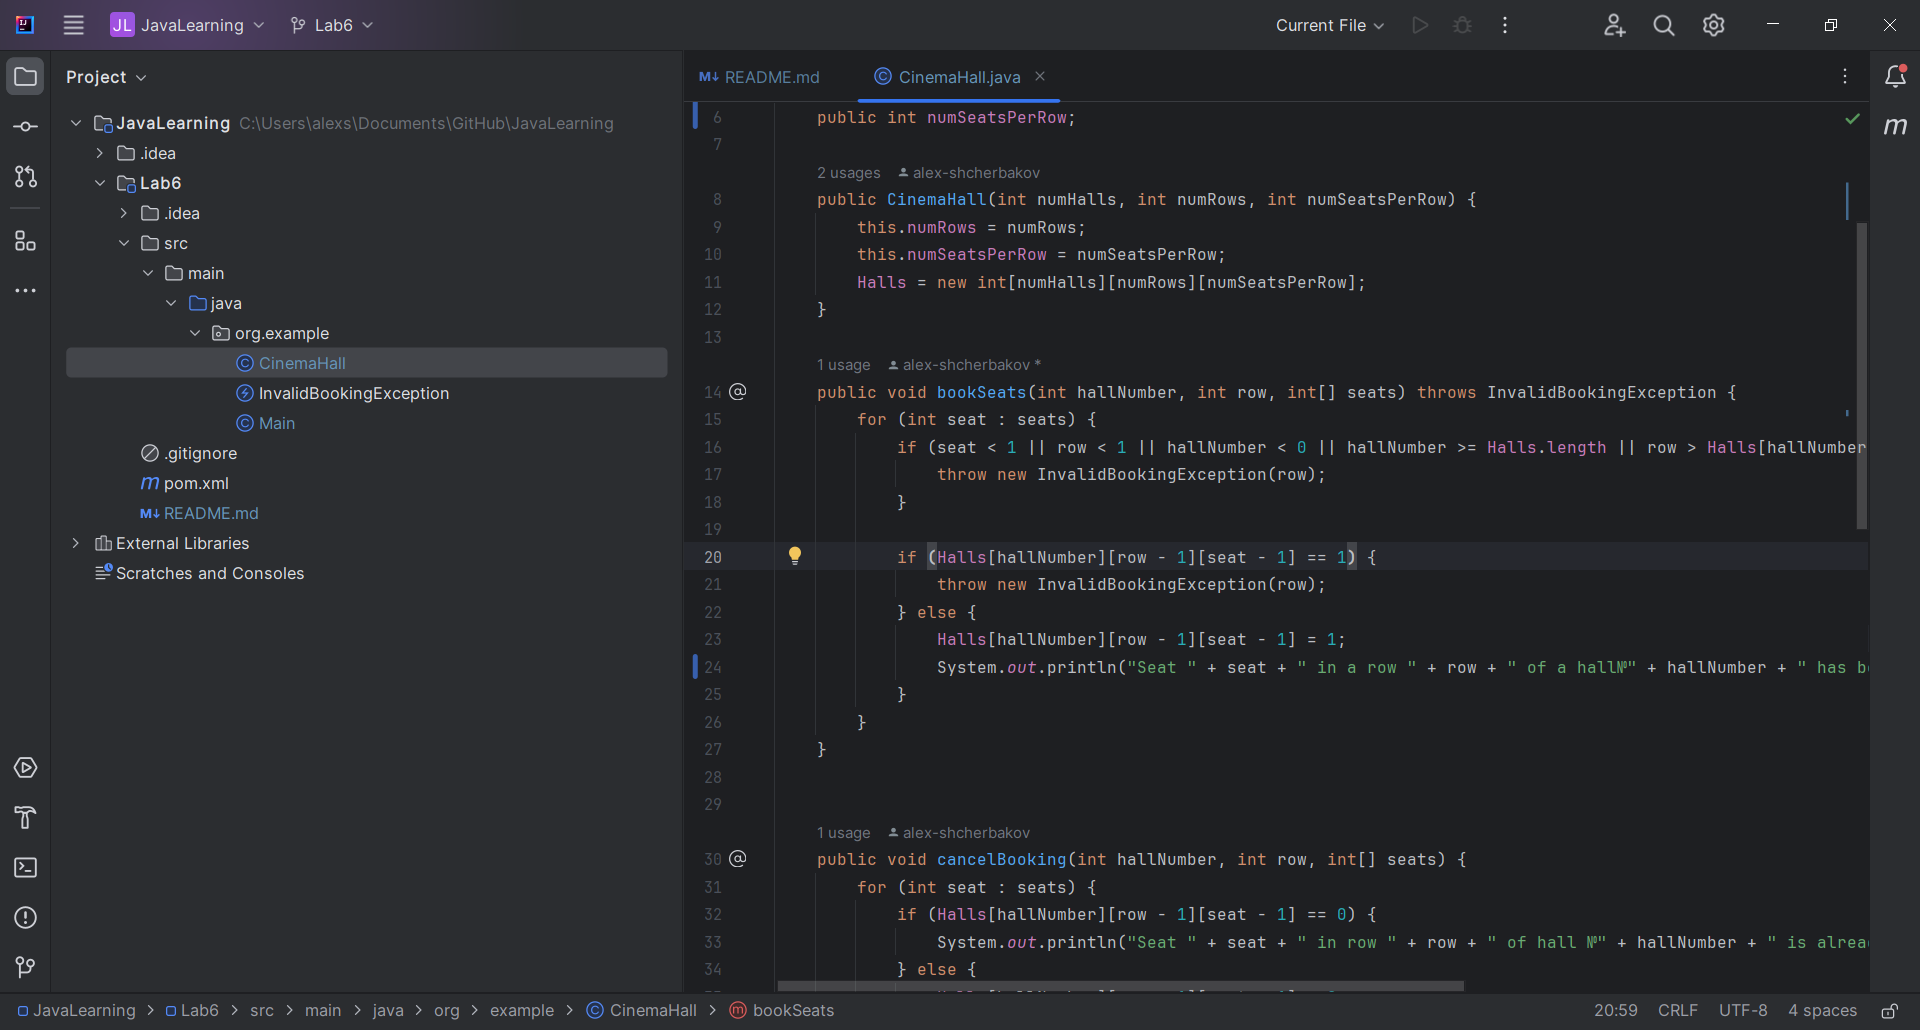 JL JavaLearning Lab6 Current File
Project
README.md
CinemaHall.java
JavaLearning C:\Users\alexs\Documents\GitHub\JavaLearning
.idea
Lab6
.idea
src
main
java
org.example
CinemaHall
InvalidBookingException
Main
.gitignore
pom.xml
README.md
External Libraries
Scratches and Consoles
6 public int numSeatsPerRow;
7
2 usages alex-shcherbakov
8 public CinemaHall(int numHalls, int numRows, int numSeatsPerRow) {
9 this.numRows = numRows;
10 this.numSeatsPerRow = numSeatsPerRow;
11 Halls = new int[numHalls][numRows][numSeatsPerRow];
12 }
13
1 usage alex-shcherbakov *
14 public void bookSeats(int hallNumber, int row, int[] seats) throws InvalidBookingException {
15 for (int seat : seats) {
16 if (seat < 1 || row < 1 || hallNumber < 0 || hallNumber >= Halls.length || row > Halls[hallNumber
17 throw new InvalidBookingException(row);
18 }
19
20 if (Halls[hallNumber][row - 1][seat - 1] == 1) {
21 throw new InvalidBookingException(row);
22 } else {
23 Halls[hallNumber][row - 1][seat - 1] = 1;
24 System.out.println("Seat " + seat + " in a row " + row + " of a hall№" + hallNumber + " has b
25 }
26 }
27 }
28
29
1 usage alex-shcherbakov
30 public void cancelBooking(int hallNumber, int row, int[] seats) {
31 for (int seat : seats) {
32 if (Halls[hallNumber][row - 1][seat - 1] == 0) {
33 System.out.println("Seat " + seat + " in row " + row + " of hall №" + hallNumber + " is alrea
34 } else {
JavaLearning > Lab6 > src > main > java > org > example > CinemaHall > bookSeats
20:59 CRLF UTF-8 4 spaces